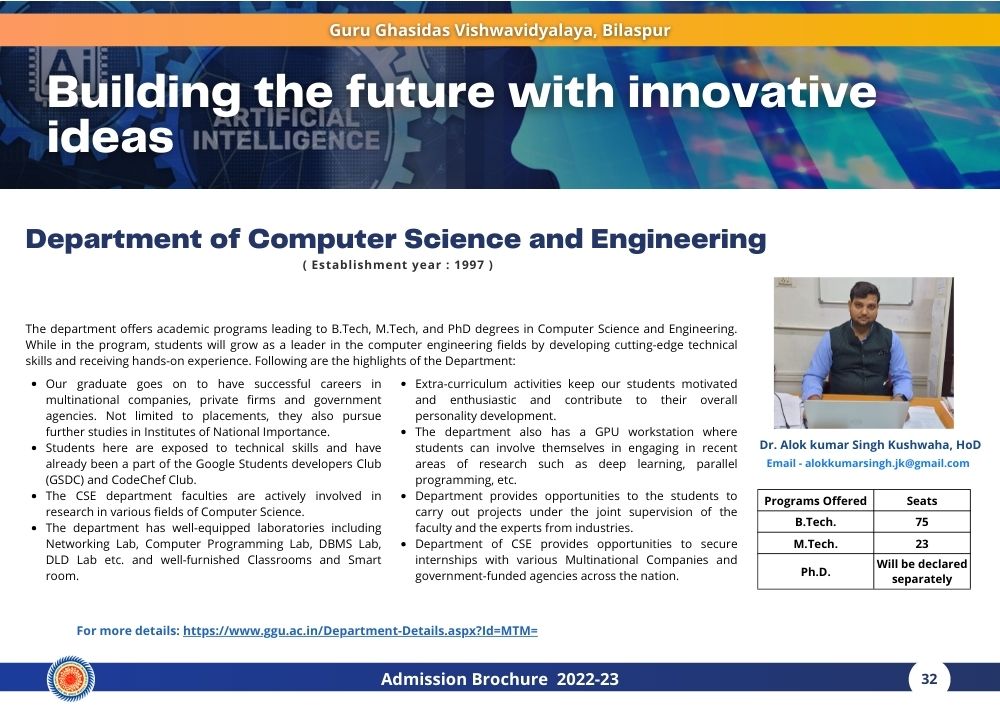 Guru Ghasidas Vishwavidyalaya, Bilaspur
Ai
ARTIFICIAL
INTELLIGENCE
Building the future with innovative
ideas
Department of Computer Science and Engineering
( Establishment year : 1997 )
The department offers academic programs leading to B.Tech, M.Tech, and PhD degrees in Computer Science and Engineering.
While in the program, students will grow as a leader in the computer engineering fields by developing cutting-edge technical
skills and receiving hands-on experience. Following are the highlights of the Department:
• Our graduate goes on to have successful careers in
multinational companies, private firms and government
agencies. Not limited to placements, they also pursue
further studies in Institutes of National Importance.
• Students here are exposed to technical skills and have
already been a part of the Google Students developers Club
(GSDC) and CodeChef Club.
• The CSE department faculties are actively involved in
research in various fields of Computer Science.
• The department has well-equipped laboratories including
Networking Lab, Computer Programming Lab, DBMS Lab,
DLD Lab etc. and well-furnished Classrooms and Smart
room.
• Extra-curriculum activities keep our students motivated
and enthusiastic and contribute to their overall
personality development.
• The department also has a GPU workstation where
students can involve themselves in engaging in recent
areas of research such as deep learning, parallel
programming, etc.
• Department provides opportunities to the students to
carry out projects under the joint supervision of the
faculty and the experts from industries.
• Department of CSE provides opportunities to secure
internships with various Multinational Companies and
government-funded agencies across the nation.
Dr. Alok kumar Singh Kushwaha, HoD
Email - alokkumarsingh.jk@gmail.com
Programs Offered Seats
B.Tech. 75
M.Tech. 23
Ph.D. Will be declared
separately
For more details: https://www.ggu.ac.in/Department-Details.aspx?Id=MTM=
Admission Brochure 2022-23
32